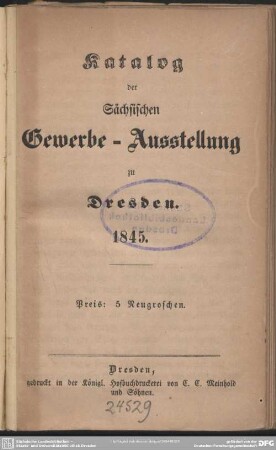 Katalog
der
Sächsischen
Gewerbe - Ausstellung
zu
Dresden.
1845.
Preis: 5 Neugroschen.
Dresden,
gedruckt in der Königl. Hofbuchdruckerei von C. C. Meinhold
und Söhnen.
24529